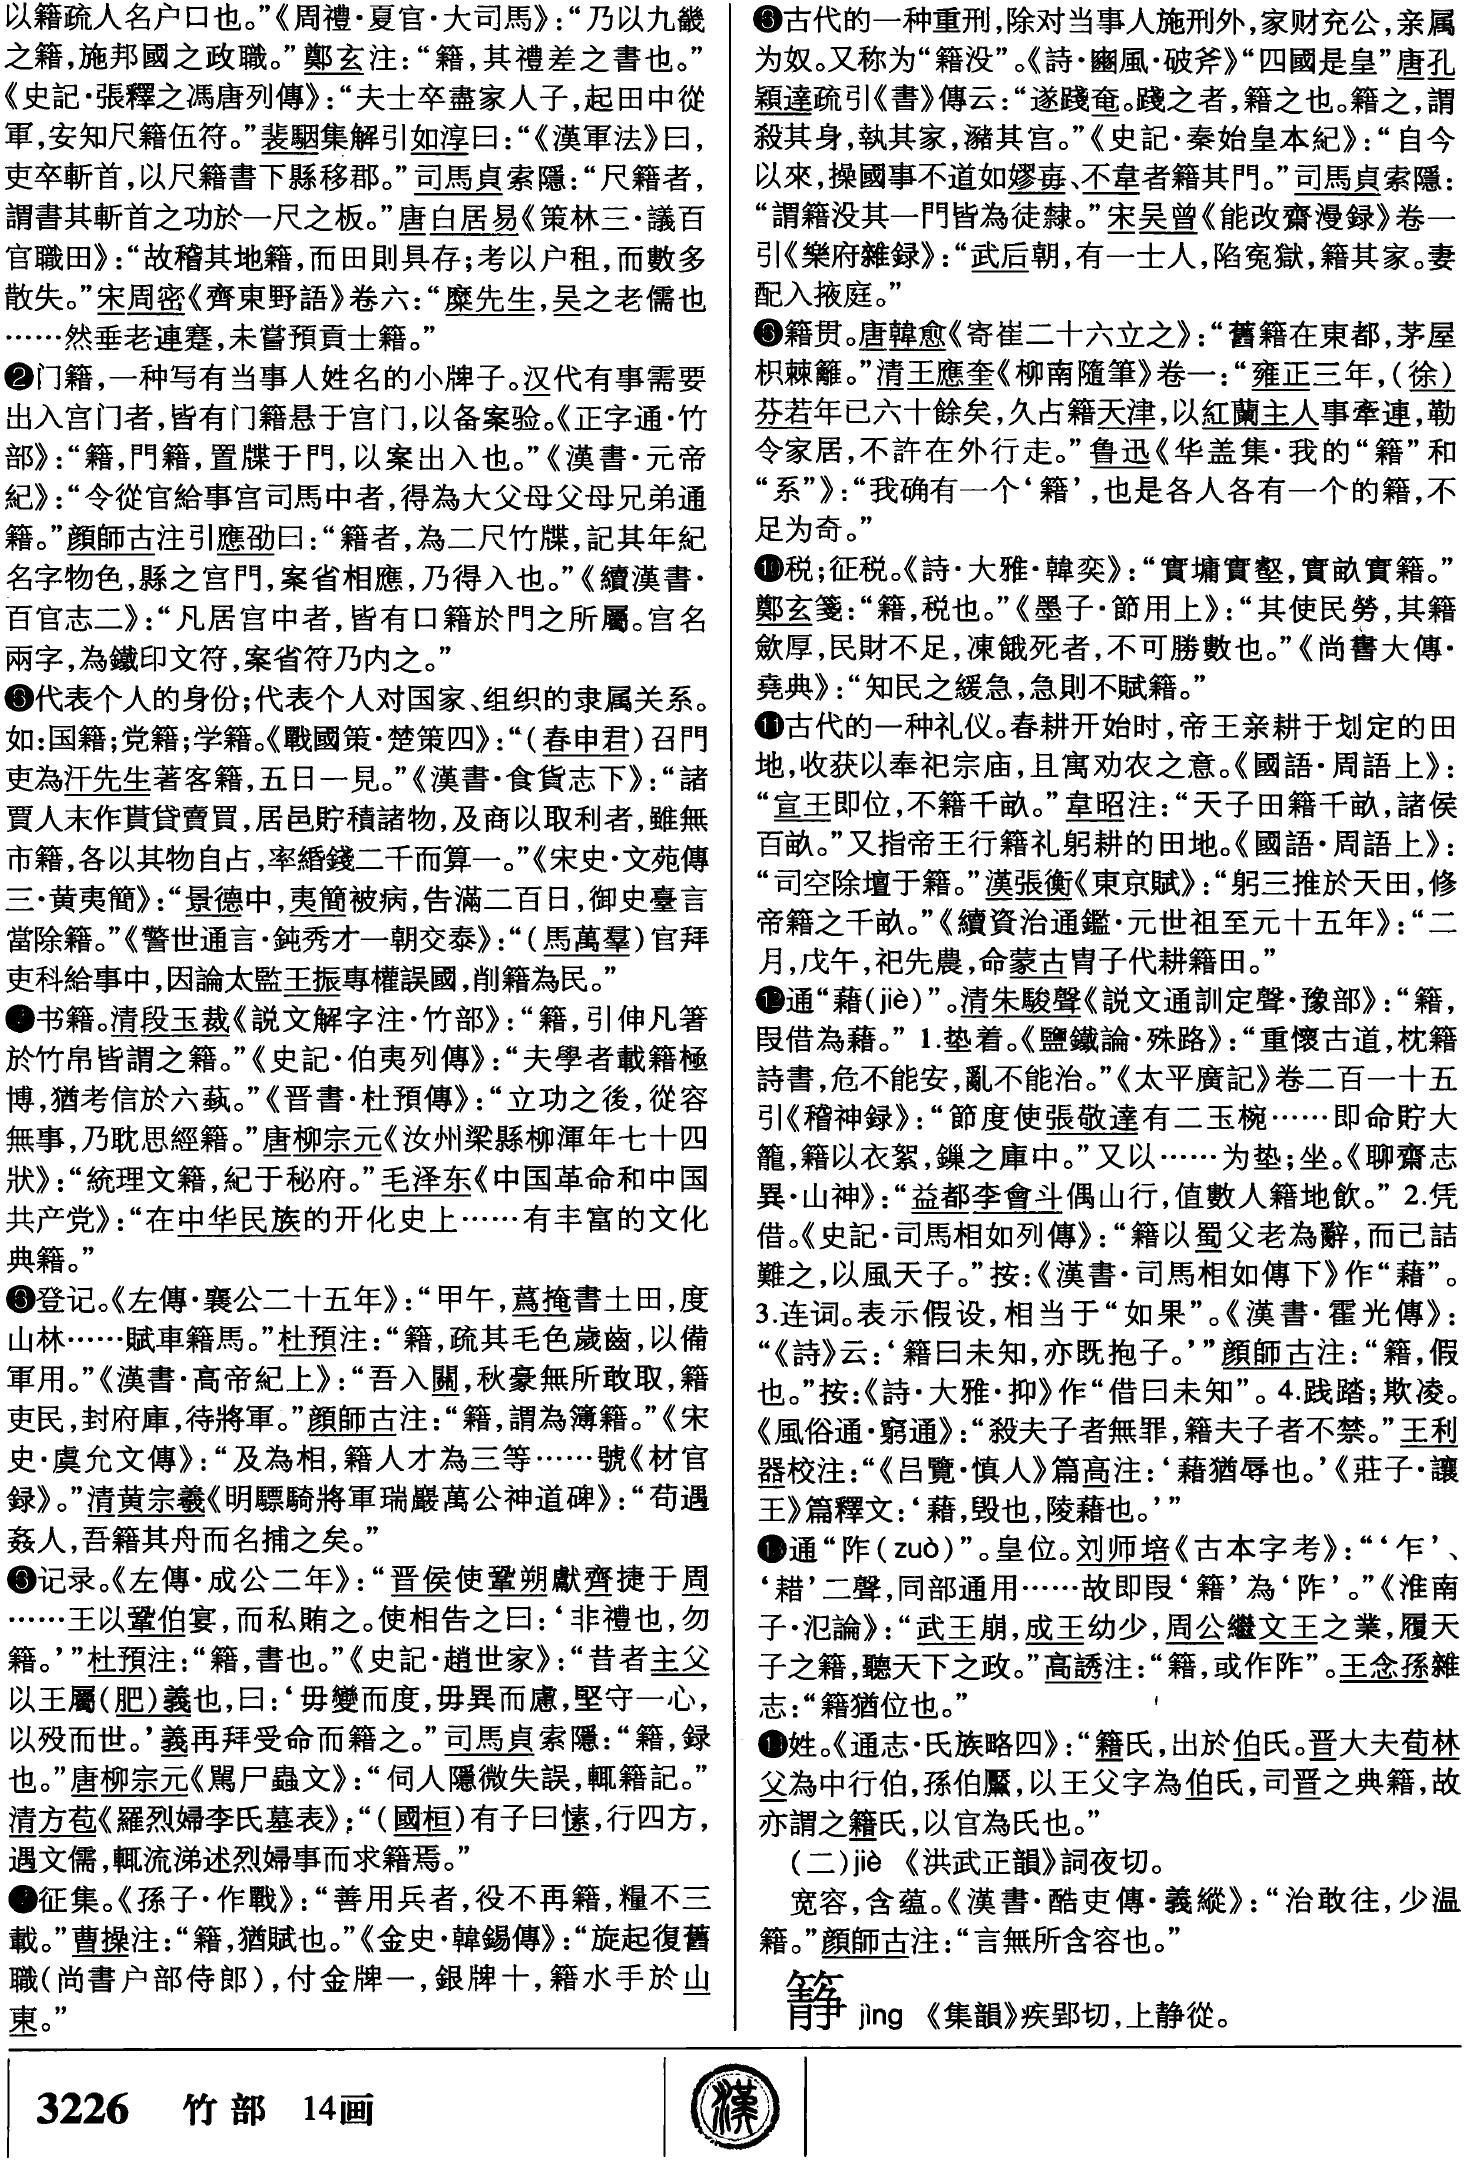 以籍疏人名户口也。”《周禮·夏官·大司馬》：“乃以九畿
之籍，施邦國之政職。”鄭玄注：“籍，其禮差之書也。”
《史記·張釋之馮唐列傳》：“夫士卒盡家人子，起田中從
軍，安知尺籍伍符。”裴駰集解引如淳曰：“《漢軍法》曰，
吏卒斬首，以尺籍書下縣移郡。”司馬貞索隱：“尺籍者，
謂書其斬首之功於一尺之板。”唐白居易《策林三·議百
官職田》：“故稽其地籍，而田則具存；考以户租，而數多
散失。”宋周密《齊東野語》卷六：“糜先生，吴之老儒也
……然垂老連蹇，未嘗預貢士籍。”
❷门籍，一种写有当事人姓名的小牌子。汉代有事需要
出入宫门者，皆有门籍悬于宫门，以备案验。《正字通·竹
部》：“籍，門籍，置牒于門，以案出入也。”《漢書·元帝
紀》：“令從官給事宫司馬中者，得為大父母父母兄弟通
籍。”顔師古注引應劭曰：“籍者，為二尺竹牒，記其年紀
名字物色，縣之宫門，案省相應，乃得入也。”《續漢書·
百官志二》：“凡居宫中者，皆有口籍於門之所屬。宫名
兩字，為鐵印文符，案省符乃内之。”
❸代表个人的身份；代表个人对国家、组织的隶属关系。
如：国籍；党籍；学籍。《戰國策·楚策四》：“（春申君）召門
吏為汗先生著客籍，五日一見。”《漢書·食貨志下》：“諸
賈人末作貰貸賣買，居邑貯積諸物，及商以取利者，雖無
市籍，各以其物自占，率緡錢二千而算一。”《宋史·文苑傳
三·黄夷簡》：“景德中，夷簡被病，告滿二百日，御史臺言
當除籍。”《警世通言·鈍秀才一朝交泰》：“（馬萬羣）官拜
吏科給事中，因論太監王振專權誤國，削籍為民。”
❹书籍。清段玉裁《説文解字注·竹部》：“籍，引伸凡箸
於竹帛皆謂之籍。”《史記·伯夷列傳》：“夫學者載籍極
博，猶考信於六蓺。”《晋書·杜預傳》：“立功之後，從容
無事，乃耽思經籍。”唐柳宗元《汝州梁縣柳渾年七十四
狀》：“統理文籍，紀于秘府。”毛泽东《中国革命和中国
共产党》：“在中华民族的开化史上……有丰富的文化
典籍。”
❺登记。《左傳·襄公二十五年》：“甲午，蔿掩書土田，度
山林……賦車籍馬。”杜預注：“籍，疏其毛色歲齒，以備
軍用。”《漢書·高帝紀上》：“吾入關，秋豪無所敢取，籍
吏民，封府庫，待將軍。”顔師古注：“籍，謂為簿籍。”《宋
史·虞允文傳》：“及為相，籍人才為三等……號《材官
録》。”清黄宗羲《明驃騎將軍瑞巖萬公神道碑》：“苟遇
姦人，吾籍其舟而名捕之矣。”
❻记录。《左傳·成公二年》：“晋侯使鞏朔獻齊捷于周
……王以鞏伯宴，而私賄之。使相告之曰：‘非禮也，勿
籍。’”杜預注：“籍，書也。”《史記·趙世家》：“昔者主父
以王屬（肥）義也，曰：‘毋變而度，毋異而慮，堅守一心，
以殁而世。’義再拜受命而籍之。”司馬貞索隱：“籍，録
也。”唐柳宗元《罵尸蟲文》：“伺人隱微失誤，輒籍記。”
清方苞《羅烈婦李氏墓表》：“（國桓）有子曰愫，行四方，
遇文儒，輒流涕述烈婦事而求籍焉。”
❼征集。《孫子·作戰》：“善用兵者，役不再籍，糧不三
載。”曹操注：“籍，猶賦也。”《金史·韓錫傳》：“旋起復舊
職（尚書户部侍郎），付金牌一，銀牌十，籍水手於山
東。”
❽古代的一种重刑，除对当事人施刑外，家财充公，亲属
为奴。又称为“籍没”。《詩·豳風·破斧》“四國是皇”唐孔
穎達疏引《書》傳云：“遂踐奄。踐之者，籍之也。籍之，謂
殺其身，執其家，瀦其宫。”《史記·秦始皇本紀》：“自今
以來，操國事不道如嫪毐、不韋者籍其門。”司馬貞索隱：
“謂籍没其一門皆為徒隸。”宋吴曾《能改齋漫録》卷一
引《樂府雜録》：“武后朝，有一士人，陷冤獄，籍其家。妻
配入掖庭。”
❾籍贯。唐韓愈《寄崔二十六立之》：“舊籍在東都，茅屋
枳棘籬。”清王應奎《柳南隨筆》卷一：“雍正三年，（徐）
芬若年已六十餘矣，久占籍天津，以紅蘭主人事牽連，勒
令家居，不許在外行走。”鲁迅《华盖集·我的“籍”和
“系”》：“我确有一个‘籍’，也是各人各有一个的籍，不
足为奇。”
❿税；征税。《詩·大雅·韓奕》：“實墉實壑，實畝實籍。”
鄭玄箋：“籍，税也。”《墨子·節用上》：“其使民勞，其籍
歛厚，民財不足，凍餓死者，不可勝數也。”《尚書大傳·
堯典》：“知民之緩急，急則不賦籍。”
⓫古代的一种礼仪。春耕开始时，帝王亲耕于划定的田
地，收获以奉祀宗庙，且寓劝农之意。《國語·周語上》：
“宣王即位，不籍千畝。”韋昭注：“天子田籍千畝，諸侯
百畝。”又指帝王行籍礼躬耕的田地。《國語·周語上》：
“司空除壇于籍。”漢張衡《東京賦》：“躬三推於天田，修
帝籍之千畝。”《續資治通鑑·元世祖至元十五年》：“二
月，戊午，祀先農，命蒙古胄子代耕籍田。”
⓬通“藉（jiè）”。清朱駿聲《説文通訓定聲·豫部》：“籍，
叚借為藉。”1.垫着。《鹽鐵論·殊路》：“重懷古道，枕籍
詩書，危不能安，亂不能治。”《太平廣記》卷二百一十五
引《稽神録》：“節度使張敬達有二玉椀……即命貯大
籠，籍以衣絮，鏁之庫中。”又以……为垫；坐。《聊齋志
異·山神》：“益都李會斗偶山行，值數人籍地飲。”2.凭
借。《史記·司馬相如列傳》：“籍以蜀父老為辭，而己詰
難之，以風天子。”按：《漢書·司馬相如傳下》作“藉”。
3.连词。表示假设，相当于“如果”。《漢書·霍光傳》：
“《詩》云：‘籍曰未知，亦既抱子。’”顔師古注：“籍，假
也。”按：《詩·大雅·抑》作“借曰未知”。4.践踏；欺凌。
《風俗通·窮通》：“殺夫子者無罪，籍夫子者不禁。”王利
器校注：“《吕覽·慎人》篇高注：‘藉猶辱也。’《莊子·讓
王》篇釋文：‘藉，毁也，陵藉也。’”
⓭通“阼（zuò）”。皇位。刘师培《古本字考》：“‘乍’、
‘耤’二聲，同部通用……故即叚‘籍’為‘阼’。”《淮南
子·氾論》：“武王崩，成王幼少，周公繼文王之業，履天
子之籍，聽天下之政。”高誘注：“籍，或作阼”。王念孫雜
志：“籍猶位也。”
⓮姓。《通志·氏族略四》：“籍氏，出於伯氏。晋大夫荀林
父為中行伯，孫伯黶，以王父字為伯氏，司晋之典籍，故
亦謂之籍氏，以官為氏也。”
（二）jiè 《洪武正韻》詞夜切。
宽容，含蕴。《漢書·酷吏傳·義縱》：“治敢往，少温
籍。”顔師古注：“言無所含容也。”
jìng 《集韻》疾郢切，上静從。
3226 竹部 14画
漢